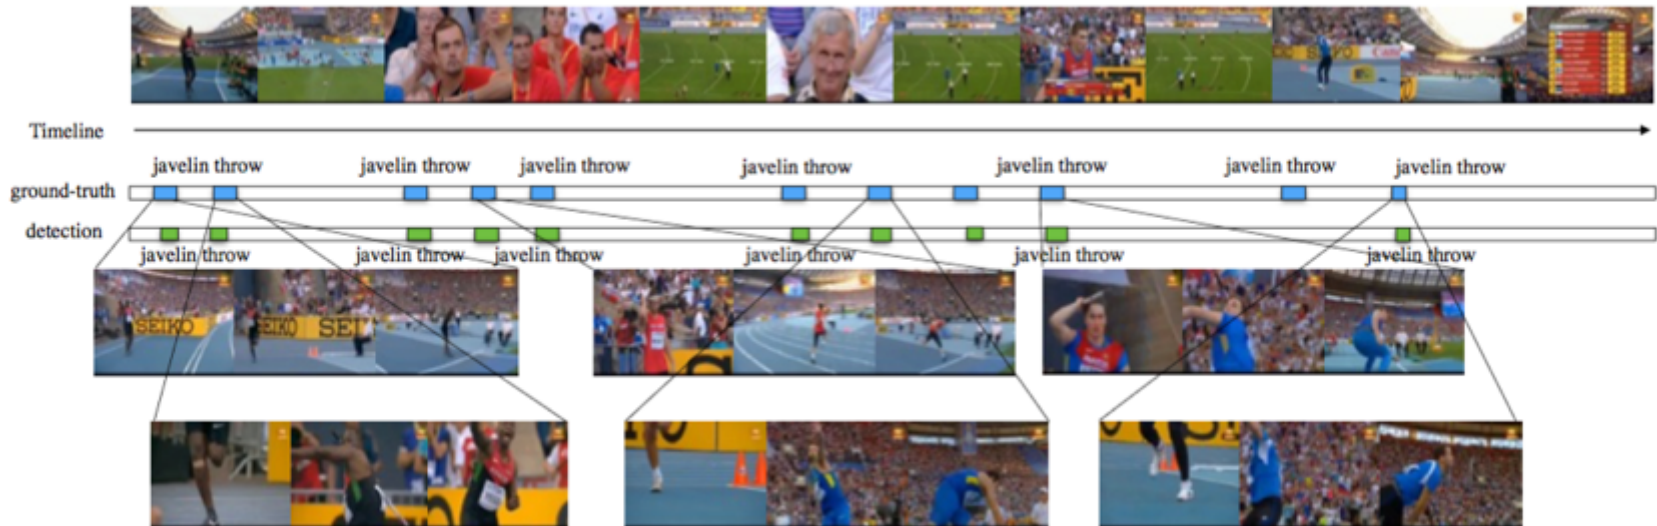 SEIKO
Timeline
javelin throw javelin throw javelin throw javelin throw javelin throw javelin throw javelin throw
ground-truth
detection
javelin throw javelin throw javelin throw javelin throw javelin throw javelin throw
SEIKO EIKO SEI